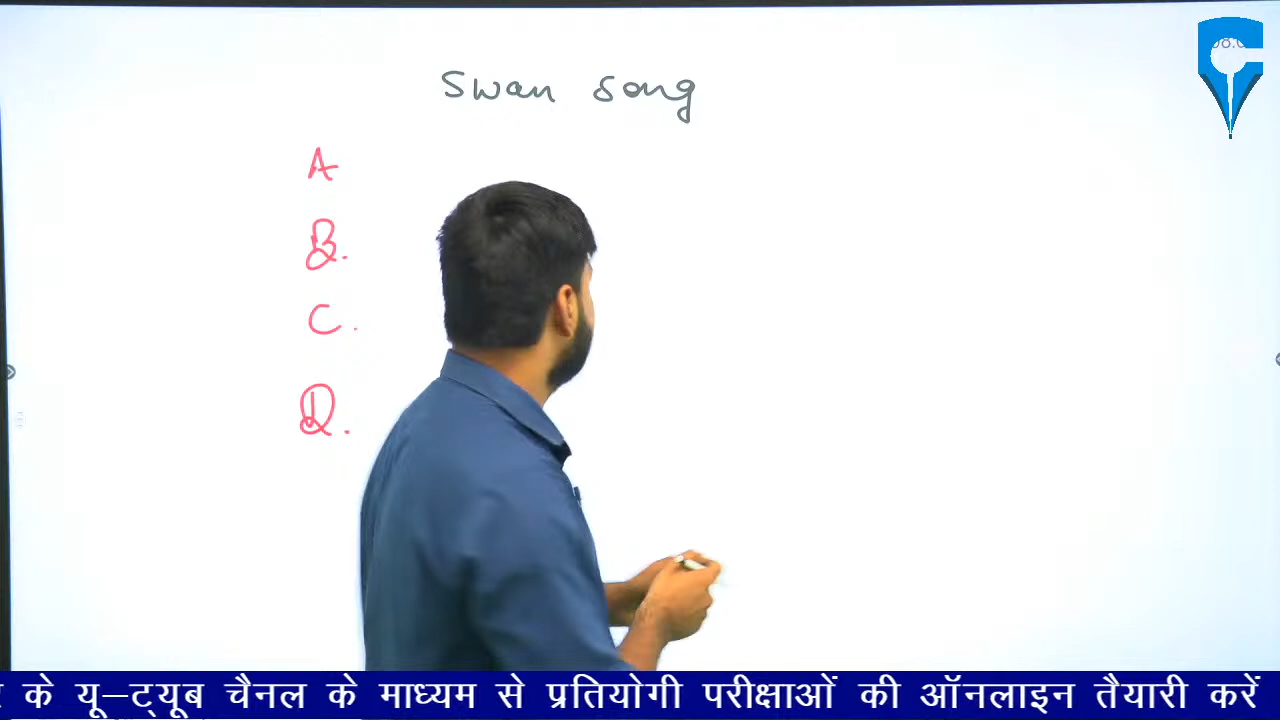 Swan song
A
B.
C.
D.
र के यू–ट्यूब चैनल के माध्यम से प्रतियोगी परीक्षाओं की ऑनलाइन तैयारी करें